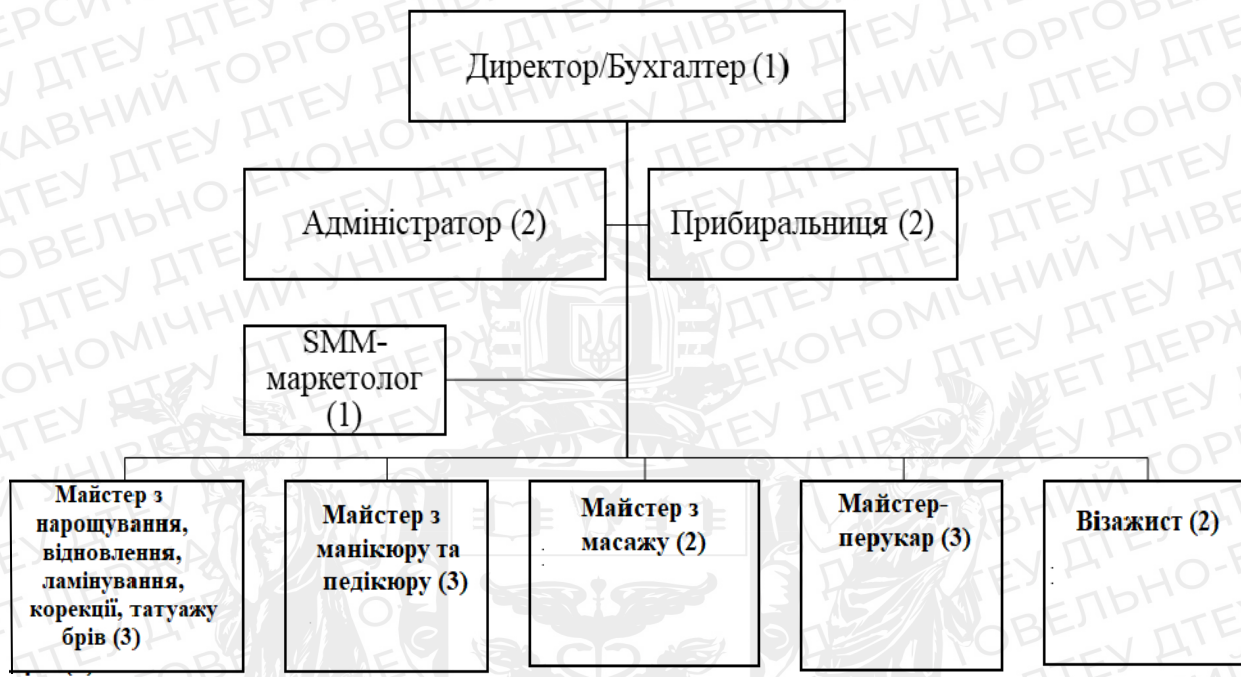 Директор/Бухгалтер (1)
Адміністратор (2)
Прибиральниця (2)
SMM-
маркетолог
(1)
Майстер з
нарощування,
відновлення,
ламінування,
корекції, татуажу
брів (3)
Майстер з
манікюру та
педікюру (3)
Майстер з
масажу (2)
Майстер-
перукар (3)
Візажист (2)